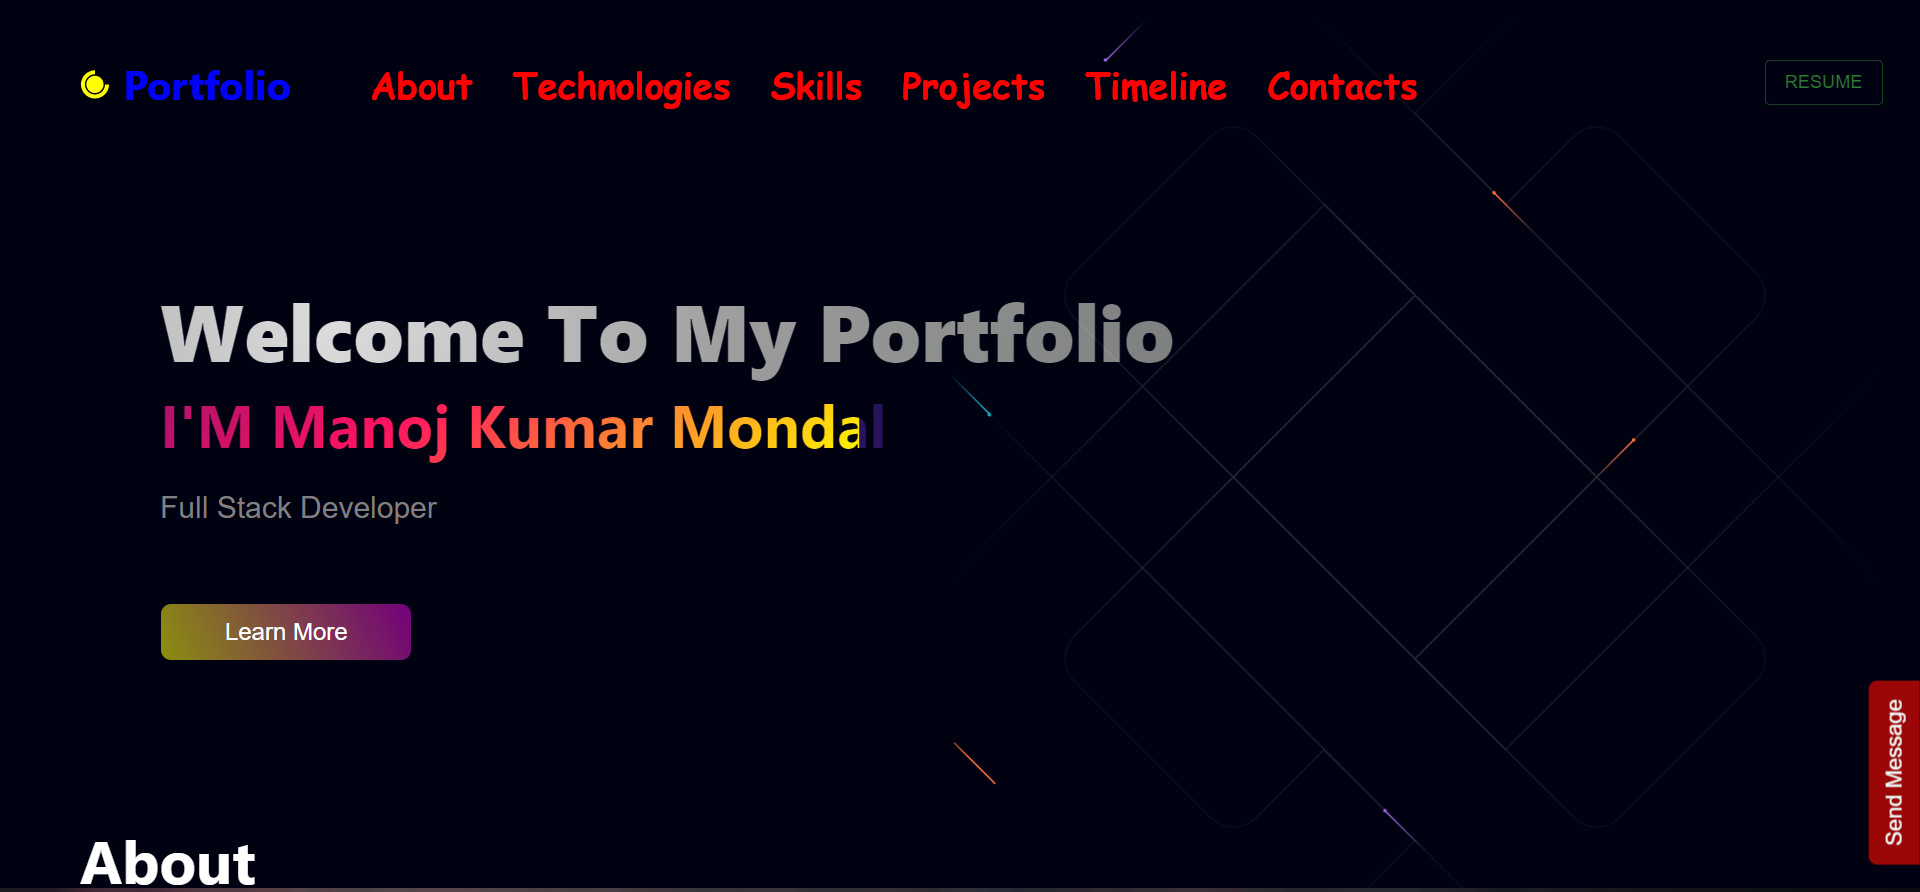 Portfolio About Technologies Skills Projects Timeline Contacts RESUME
Welcome To My Portfolio
I'M Manoj Kumar Mondal
Full Stack Developer
Learn More
Send Message
About